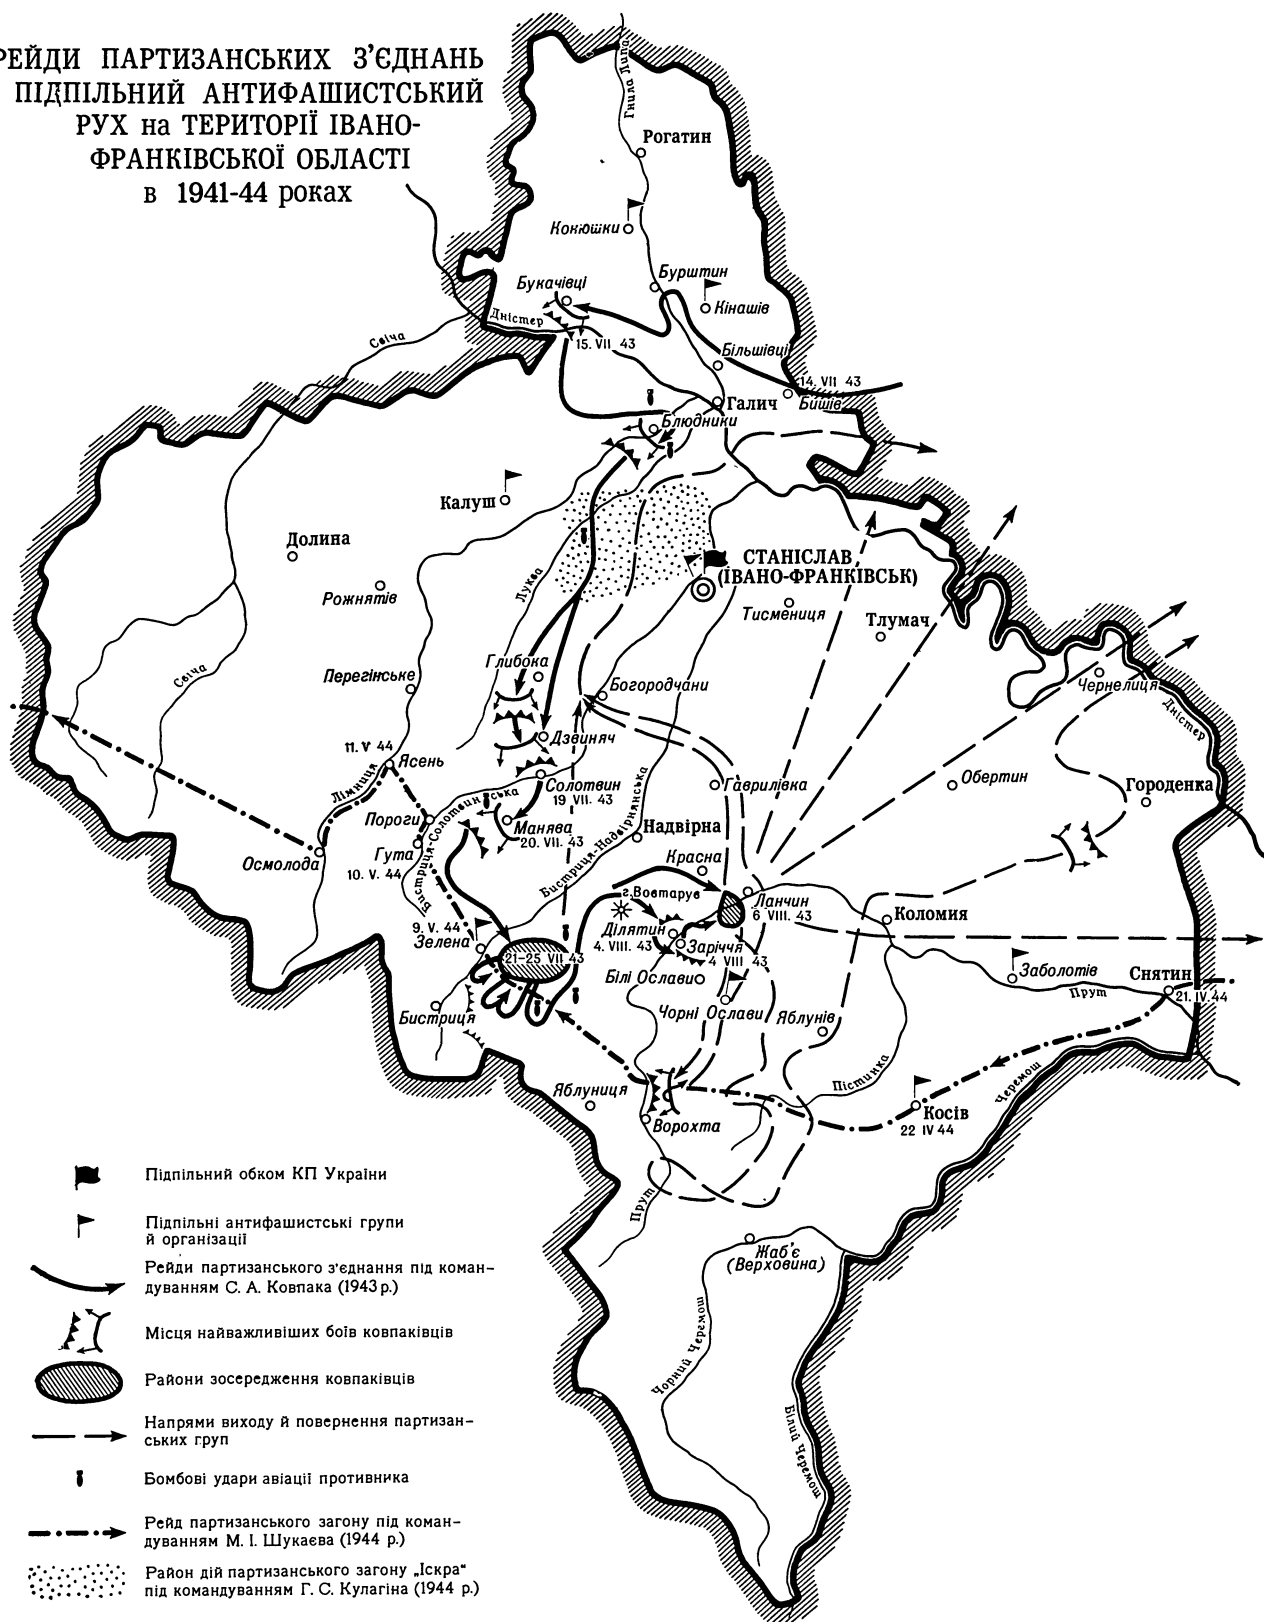 РЕЙДИ ПАРТИЗАНСЬКИХ З’ЄДНАНЬ
ПІДПІЛЬНИЙ АНТИФАШИСТСЬКИЙ
РУХ на ТЕРИТОРІЇ ІВАНО-
ФРАНКІВСЬКОЇ ОБЛАСТІ
в 1941-44 роках
Гнила Липа
Рогатин
Кокюшки
Бурштин
Букачівці
Кінашів
Дністер
Свіча
15. VII. 43
Більшівці
14. VII 43
Бишів
Галич
Блюдники
Калуш
Долина
СТАНІСЛАВ
(ІВАНО-ФРАНКІВСЬК)
Рожнятів
Луква
Тисмениця
Тлумач
Свіча
Перегінське
Глибока
Богородчани
Чернелиця
Дністер
Дзвиняч
11. V 44
Ясень
Лімниця
Солотвин
19 VII. 43
Гаврилівка
Обертин
Городенка
Пороги
Бистриця-Солотвинська
Манява
20. VII. 43
Надвірна
Бистриця-Надвірнянська
Осмолода
Гута
10. V. 44
Красна
г. Вовтарув
Ланчин
6 VIII. 43
Коломия
9. V. 44
Зелена
Ділятин
4. VIII. 43
Заріччя
4 VIII 43
21-25 VII 43
Білі Ослави
Заболотів
Снятин
21. IV. 44
Прут
Бистриця
Чорні Ослави
Яблунів
Пістинка
Черемош
Яблуниця
Ворохта
Косів
22 IV 44
Прут
Жаб’є
(Верховина)
Чорний Черемош
Білий Черемош
Підпільний обком КП України
Підпільні антифашистські групи
й організації
Рейди партизанського з’єднання під коман-
дуванням С. А. Ковпака (1943 р.)
Місця найважливіших боїв ковпаківців
Райони зосередження ковпаківців
Напрями виходу й повернення партизан-
ських груп
Бомбові удари авіації противника
Рейд партизанського загону під коман-
дуванням М. І. Шукаєва (1944 р.)
Район дій партизанського загону „Іскра“
під командуванням Г. С. Кулагіна (1944 р.)